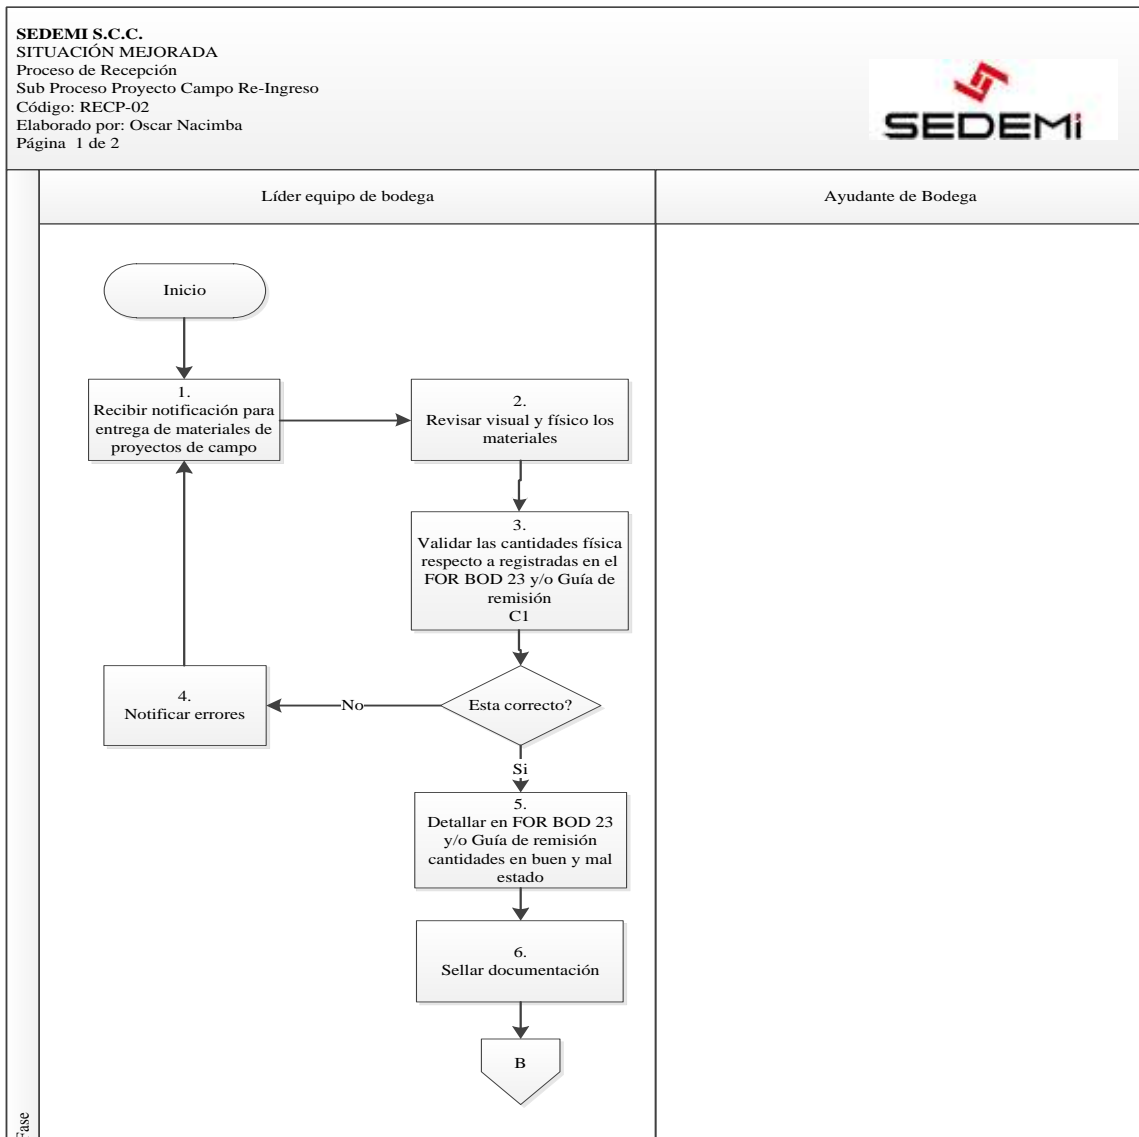 SEDEMI S.C.C.
SITUACIÓN MEJORADA
Proceso de Recepción
Sub Proceso Proyecto Campo Re-Ingreso
Código: RECP-02
Elaborado por: Oscar Nacimba
Página 1 de 2
SEDEMi
Líder equipo de bodega
Ayudante de Bodega
Inicio
1.
Recibir notificación para
entrega de materiales de
proyectos de campo
2.
Revisar visual y físico los
materiales
3.
Validar las cantidades física
respecto a registradas en el
FOR BOD 23 y/o Guía de
remisión
C1
4.
Notificar errores
No
Esta correcto?
Si
5.
Detallar en FOR BOD 23
y/o Guía de remisión
cantidades en buen y mal
estado
6.
Sellar documentación
B
Fase